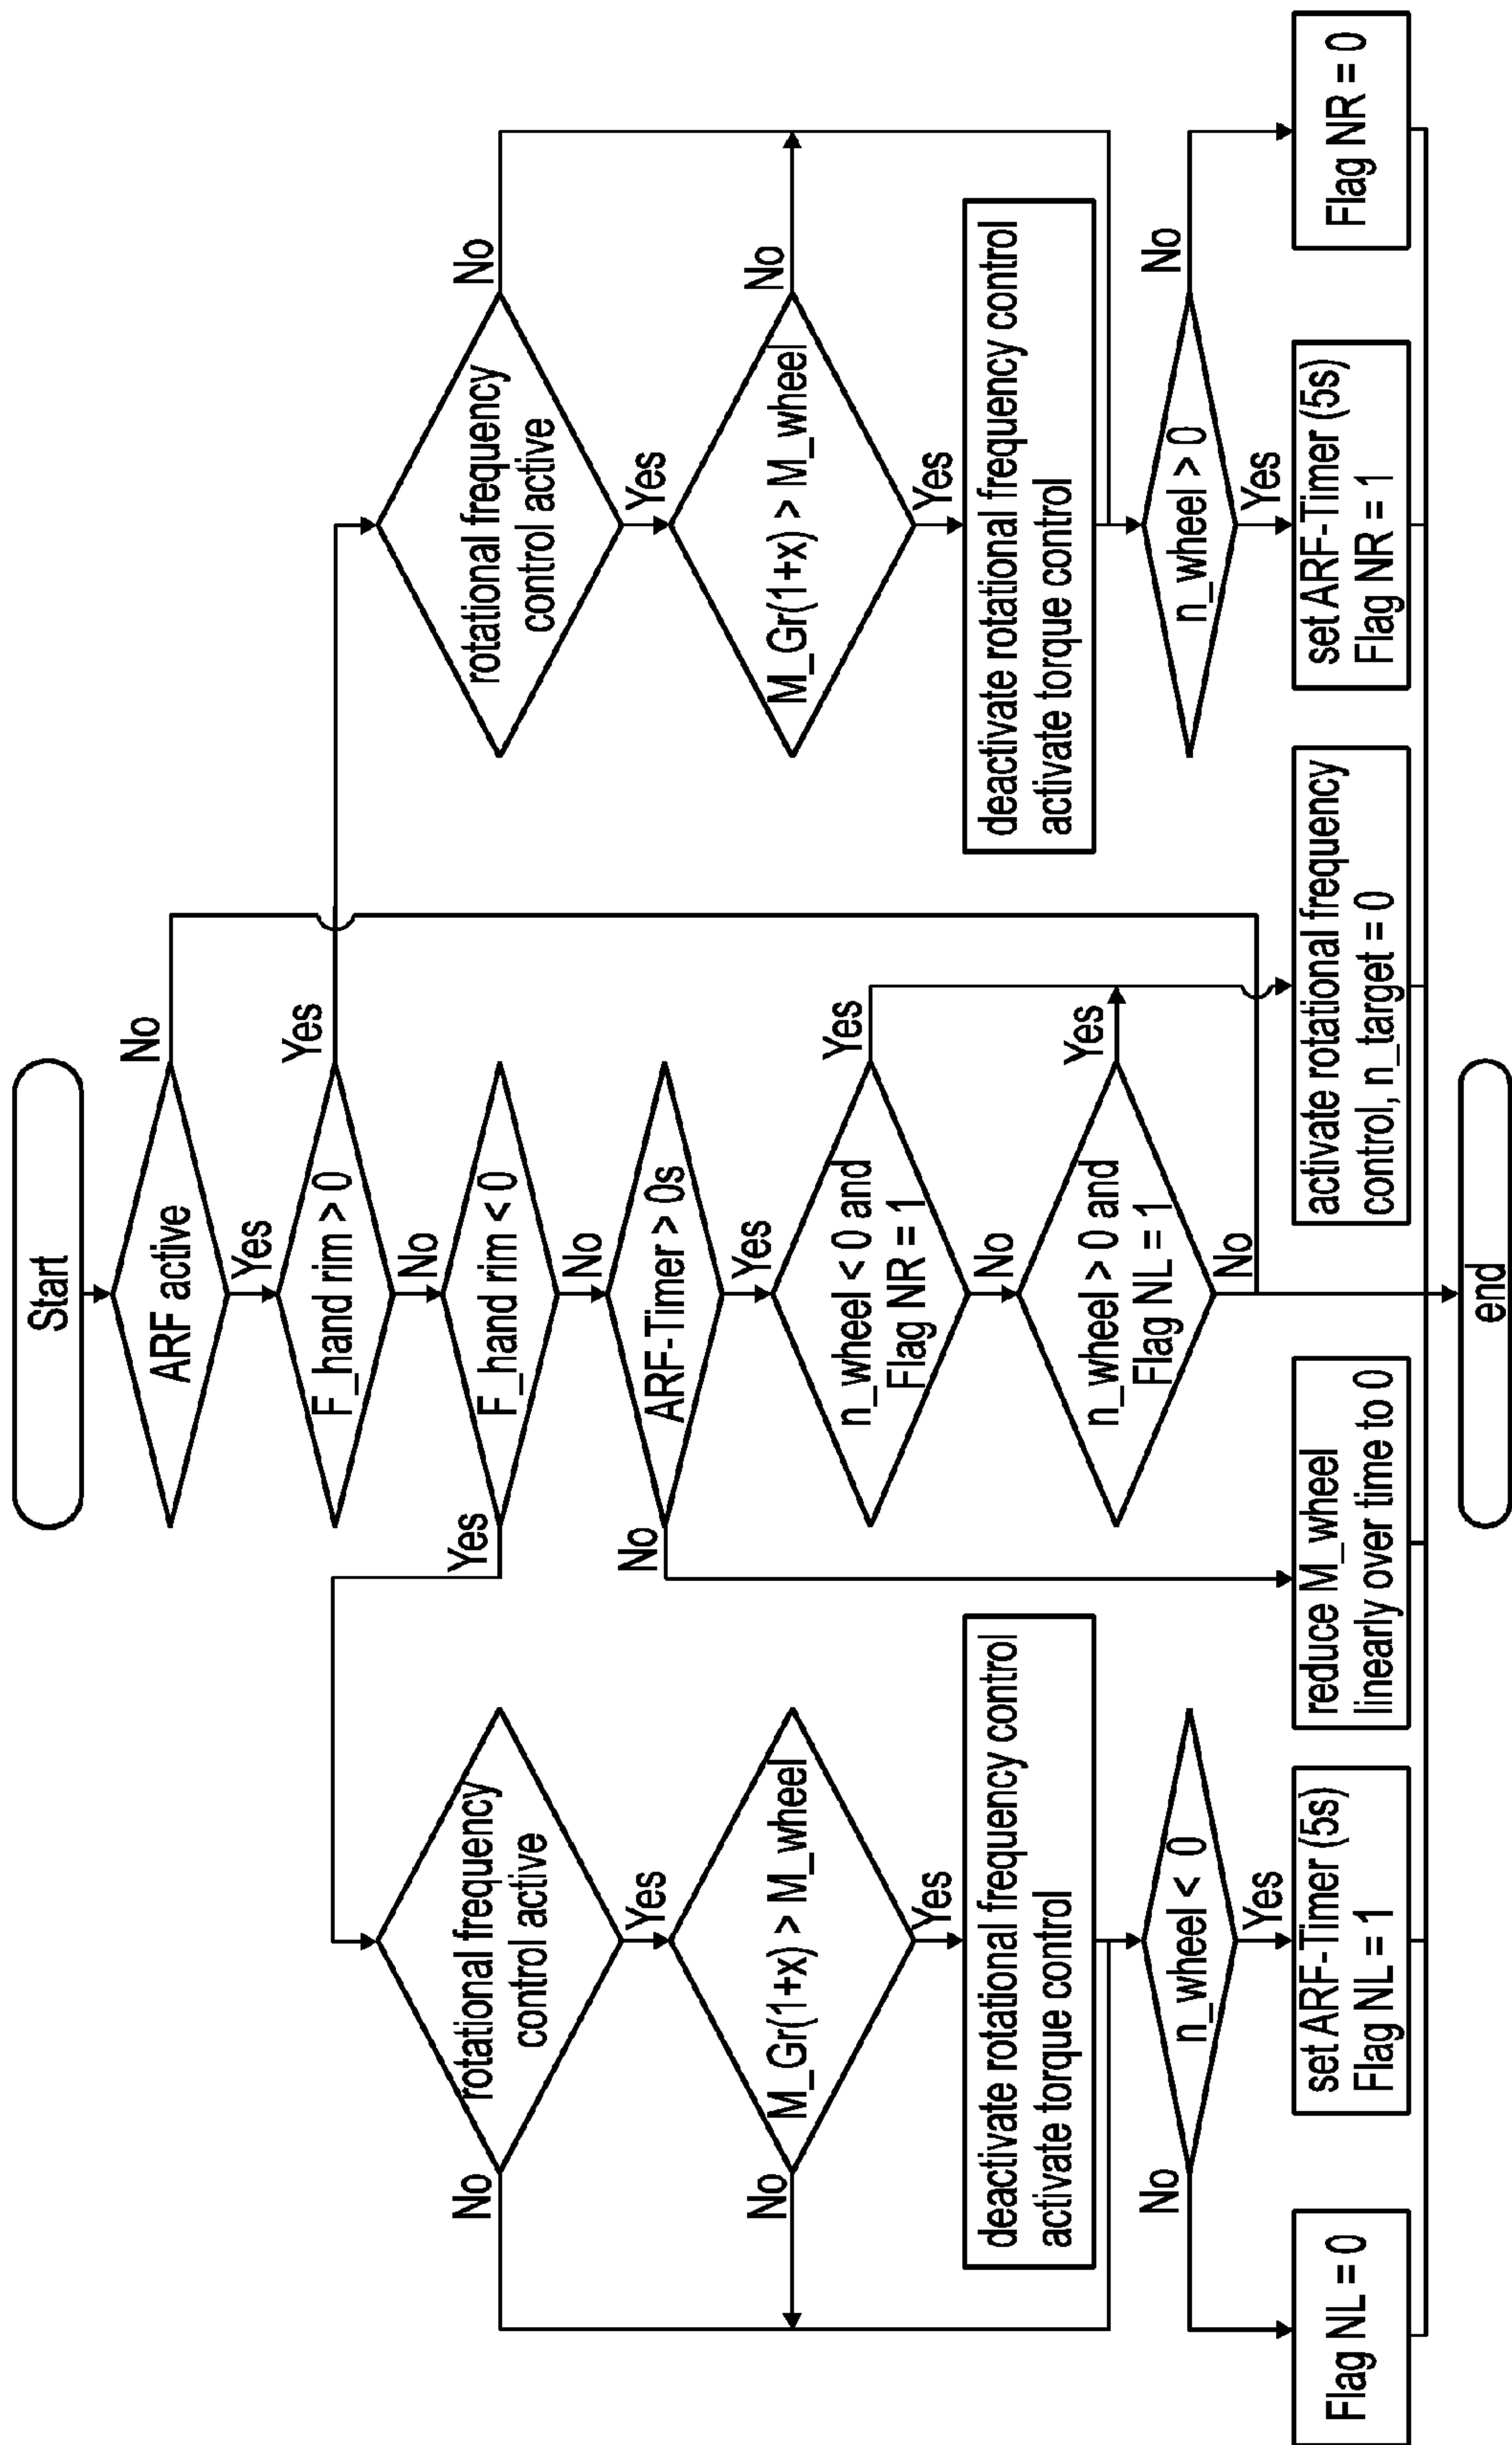 Start
ARF active
No
Yes
F_hand rim > 0
Yes
No
F_hand rim < 0
Yes
No
ARF-Timer > 0s
No
Yes
n_wheel < 0 and
Flag NR = 1
Yes
No
n_wheel > 0 and
Flag NL = 1
Yes
No
rotational frequency
control active
No
Yes
M_Gr(1+x) > M_wheel
No
Yes
deactivate rotational frequency control
activate torque control
n_wheel < 0
No
Yes
rotational frequency
control active
No
Yes
M_Gr(1+x) > M_wheel
No
Yes
deactivate rotational frequency control
activate torque control
n_wheel > 0
No
Yes
Flag NL = 0
set ARF-Timer (5s)
Flag NL = 1
reduce M_wheel
linearly over time to 0
activate rotational frequency
control, n_target = 0
set ARF-Timer (5s)
Flag NR = 1
Flag NR = 0
end